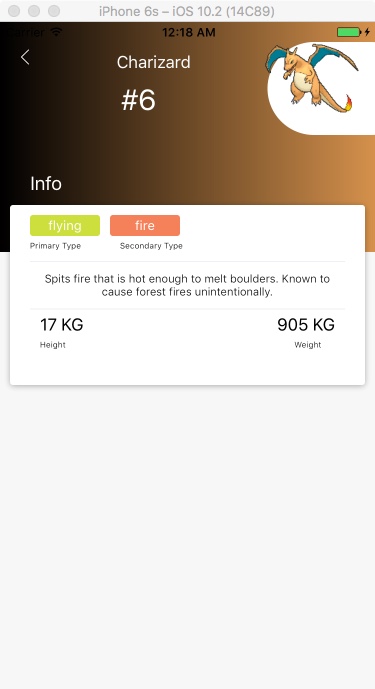 iPhone 6s – iOS 10.2 (14C89)
Carrier 12:18 AM
Charizard
#6
Info
flying fire
Primary Type Secondary Type
Spits fire that is hot enough to melt boulders. Known to
cause forest fires unintentionally.
17 KG 905 KG
Height Weight